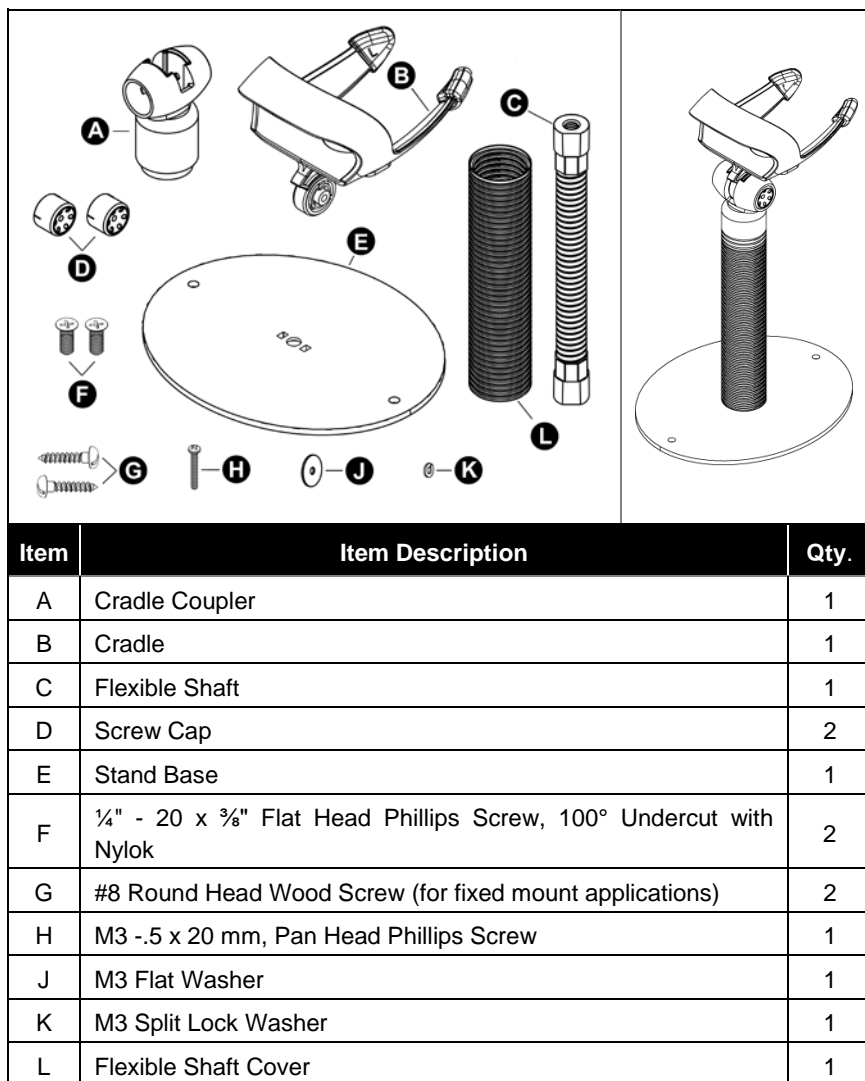 B
C
A
L
E
D
F
L
G
H
J
K
Item Item Description Qty.
A Cradle Coupler 1
B Cradle 1
C Flexible Shaft 1
D Screw Cap 2
E Stand Base 1
F ¼" - 20 x ⅜" Flat Head Phillips Screw, 100° Undercut with
Nylok 2
G #8 Round Head Wood Screw (for fixed mount applications) 2
H M3 -.5 x 20 mm, Pan Head Phillips Screw 1
J M3 Flat Washer 1
K M3 Split Lock Washer 1
L Flexible Shaft Cover 1